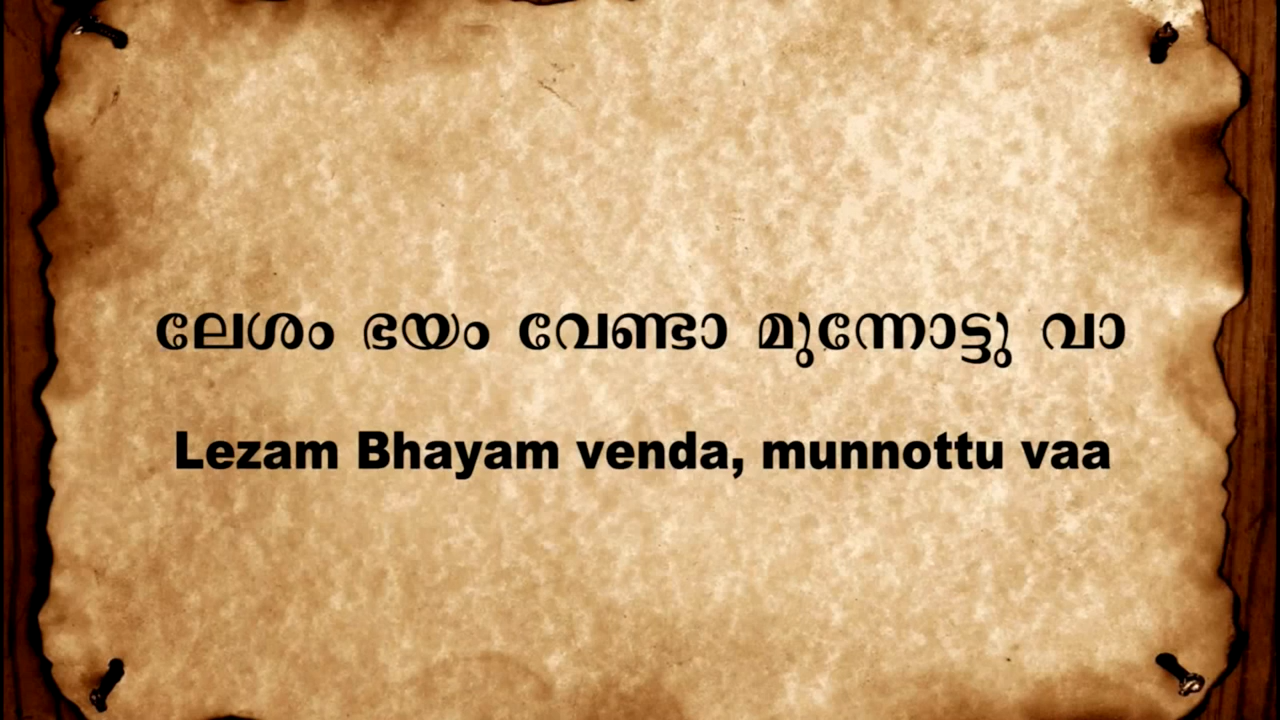 ലേശം ഭയം വേണ്ടാ മുന്നോട്ടു വാ
Lezam Bhayam venda, munnottu vaa